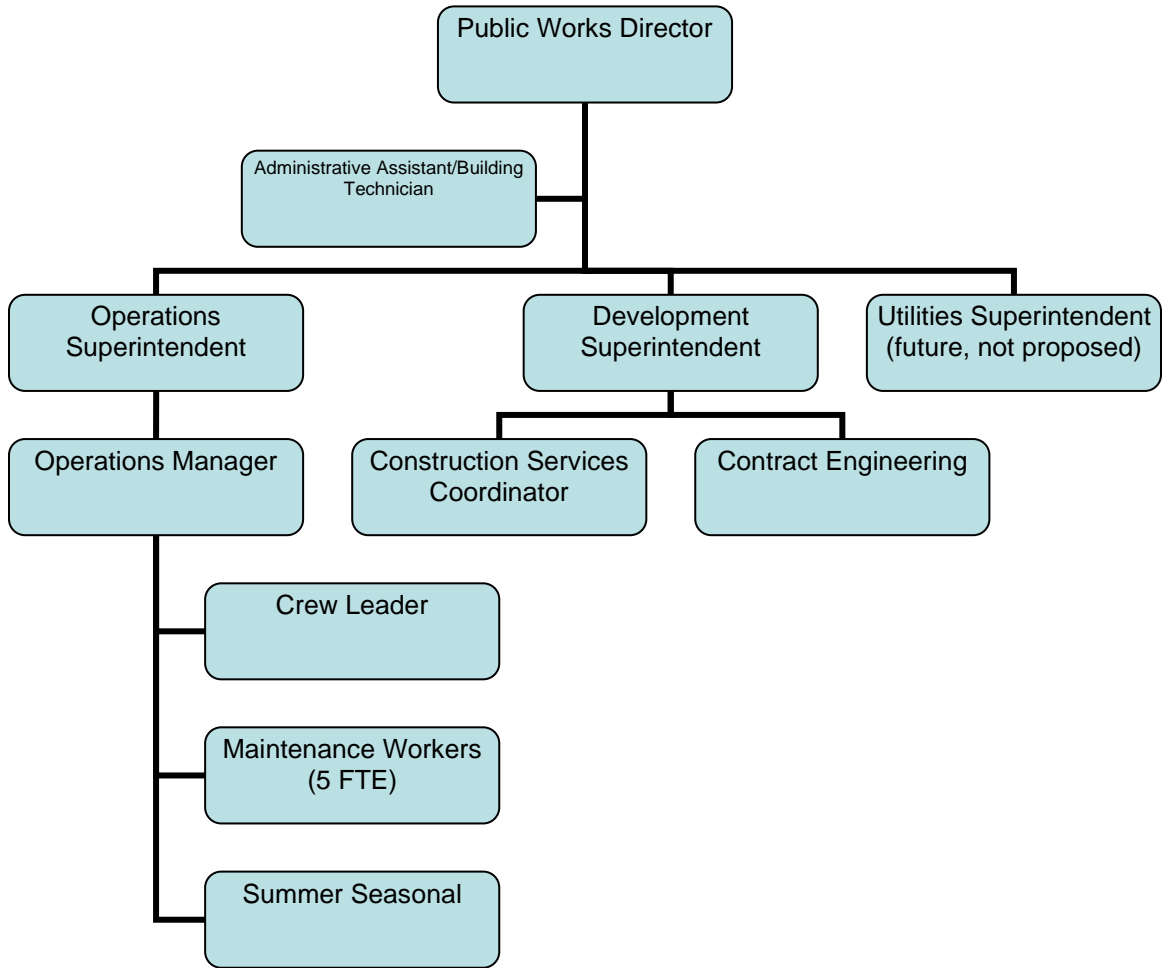 Public Works Director
Administrative Assistant/Building
Technician
Operations
Superintendent
Development
Superintendent
Utilities Superintendent
(future, not proposed)
Operations Manager
Construction Services
Coordinator
Contract Engineering
Crew Leader
Maintenance Workers
(5 FTE)
Summer Seasonal